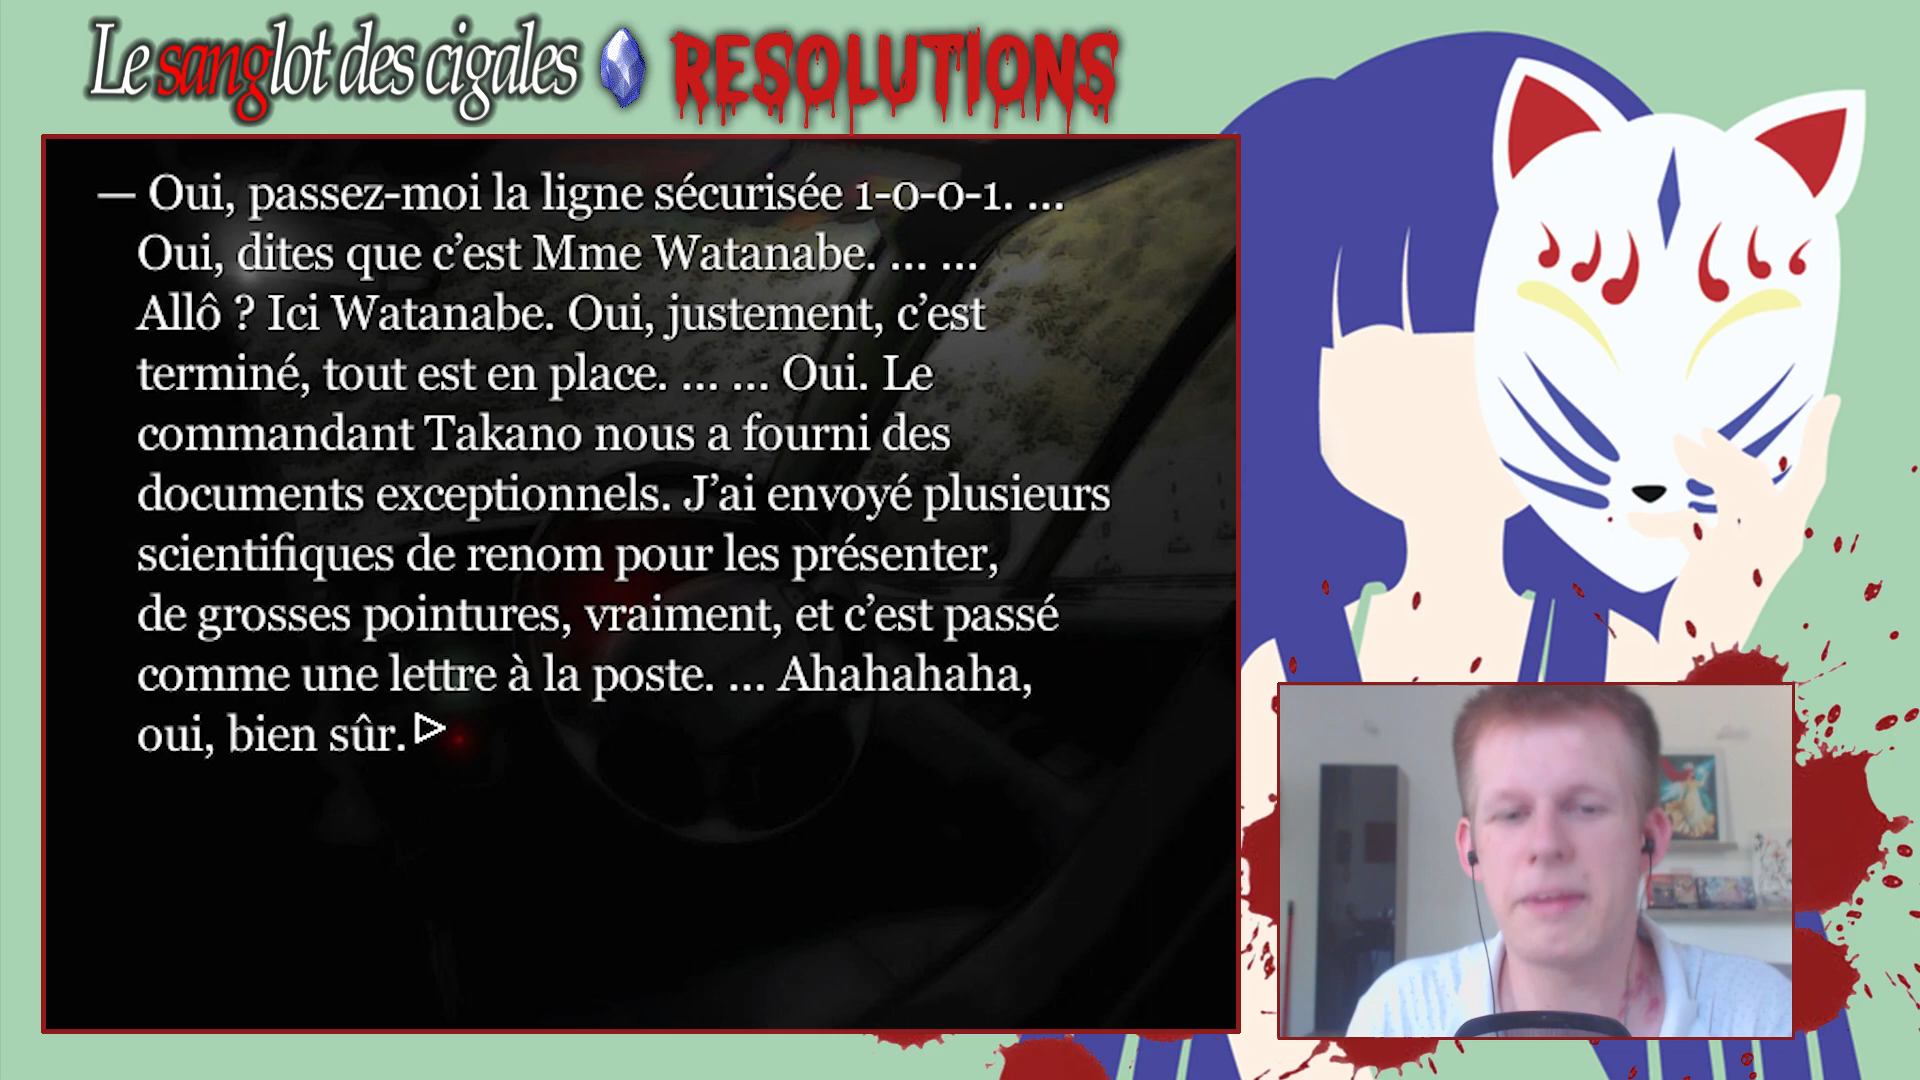 Le sanglot des cigales RESOLUTIONS
— Oui, passez-moi la ligne sécurisée 1-0-0-1. ...
Oui, dites que c’est Mme Watanabe. ... ...
Allô ? Ici Watanabe. Oui, justement, c’est
terminé, tout est en place. ... ... Oui. Le
commandant Takano nous a fourni des
documents exceptionnels. J’ai envoyé plusieurs
scientifiques de renom pour les présenter,
de grosses pointures, vraiment, et c’est passé
comme une lettre à la poste. ... Ahahahaha,
oui, bien sûr.